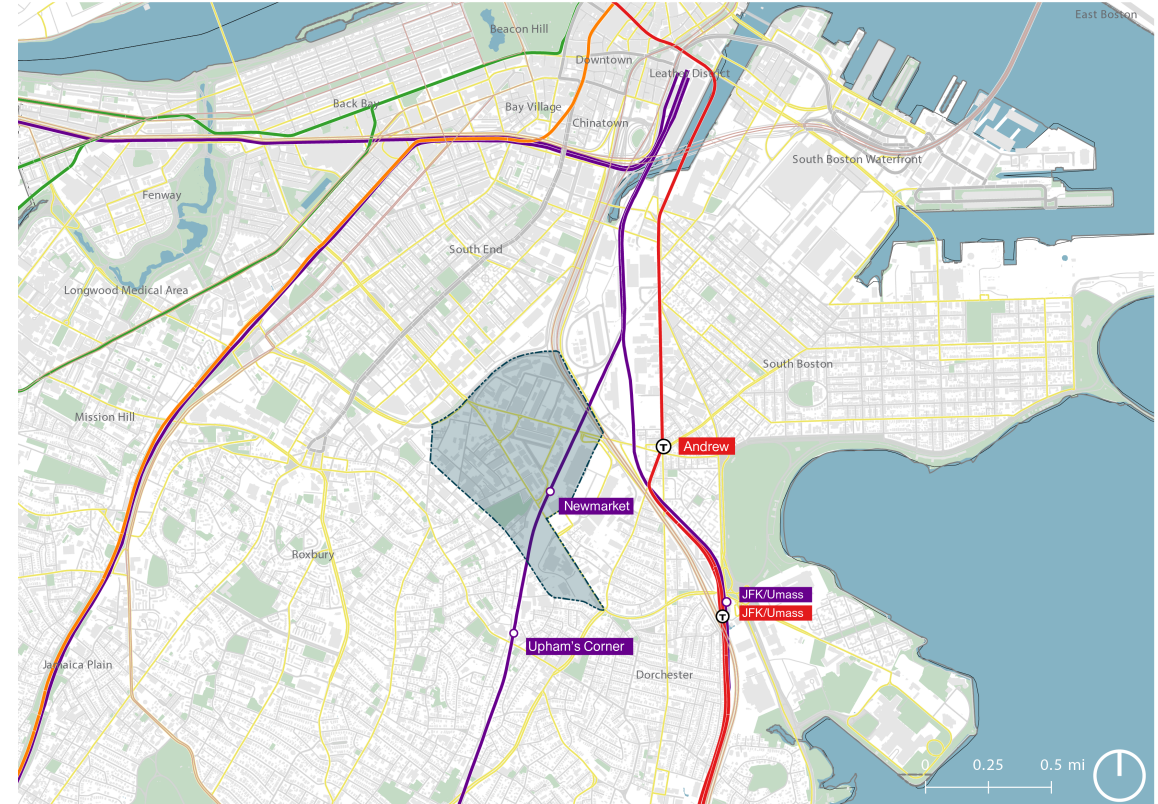 East Boston
Beacon Hill
Downtown
Leather District
Back Bay
Bay Village
Chinatown
South Boston Waterfront
Fenway
South End
Longwood Medical Area
South Boston
Mission Hill
T
Andrew
Newmarket
Roxbury
JFK/Umass
T
JFK/Umass
Upham's Corner
Jamaica Plain
Dorchester
0 0.25 0.5 mi